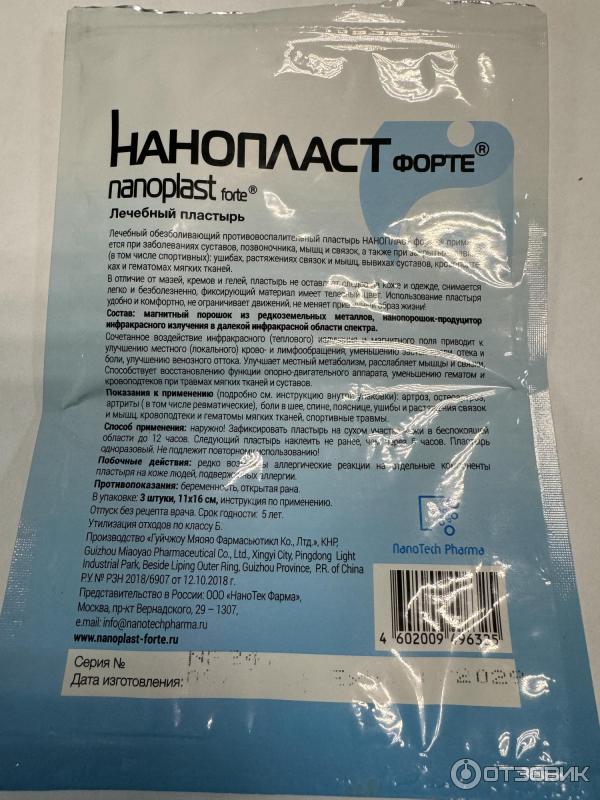 НАНОПЛАСТ ФОРТЕ®
nanoplast forte®
Лечебный пластырь
Лечебный обезболивающий противовоспалительный пластырь НАНОПЛАСТ
ется при заболеваниях суставов, позвоночника, мышц и связок, а также при
(в том числе спортивных): ушибах, растяжениях связок и мышц, вывихах суставов,
ках и гематомах мягких тканей.
В отличие от мазей, кремов и гелей, пластырь не оставляет следов на коже и одежде, снимается
легко и безболезненно, фиксирующий материал имеет телесный цвет. Использование пластыря
удобно и комфортно, не ограничивает движений, не меняет образ жизни!
Состав: магнитный порошок из редкоземельных металлов, нанопорошок-продуцитор
инфракрасного излучения в далекой инфракрасной области спектра.
Сочетанное воздействие инфракрасного (теплового) излучения и магнитного поля приводит к
улучшению местного (локального) крово- и лимфообращения, уменьшению отека и
боли, улучшению венозного оттока. Улучшает местный метаболизм, расслабляет мышцы и связки.
Способствует восстановлению функции опорно-двигательного аппарата, уменьшению гематом и
кровоподтеков при травмах мягких тканей и суставов.
Показания к применению (подробно см. инструкцию внутри упаковки): артроз,
артриты ( в том числе ревматические), боли в шее, спине, пояснице, ушибы и растяжения связок
и мышц, кровоподтеки и гематомы мягких тканей, спортивные травмы.
Способ применения: наружно! Зафиксировать пластырь на сухом участке кожи в беспокоящей
области до 12 часов. Следующий пластырь наклеить не ранее, чем через часов. Пластырь
одноразовый. Не подлежит повторному использованию!
Побочные действия: редко аллергические реакции на отдельные компоненты
пластыря на коже людей, подверженных аллергии.
Противопоказания: беременность, открытая рана.
В упаковке: 3 штуки, 11х16 см, инструкция по применению.
Отпуск без рецепта врача. Срок годности: 5 лет.
Утилизация отходов по классу Б.
Производство «Гуйчжоу Мяояо Фармасьютикл Ко., Лтд.», КНР,
Guizhou Miaoyao Pharmaceutical Co., Ltd., Xingyi City, Pingdong Light
Industrial Park, Beside Liping Outer Ring, Guizhou Province, P.R. of China
Р.У. № РЗН 2018/6907 от 12.10.2018 г.
Представительство в России: ООО «НаноТек Фарма»,
Москва, пр-кт Вернадского, 29 – 1307,
e.mail: info@nanotechpharma.ru
www.nanoplast-forte.ru
NanoTech Pharma
4 602009 496325
Серия №
Дата изготовления:
2029
ОТЗОВИК